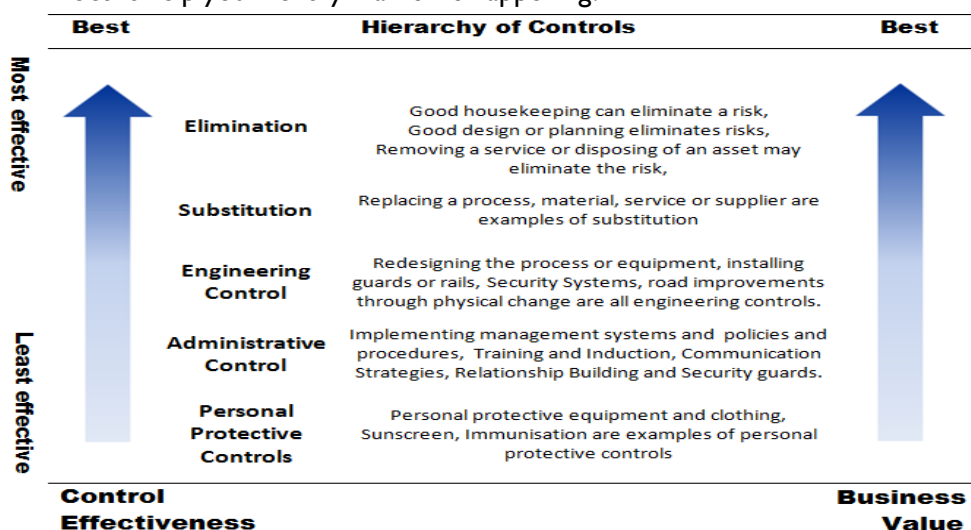 Best Hierarchy of Controls Best
Most effective
Elimination
Good housekeeping can eliminate a risk,
Good design or planning eliminates risks,
Removing a service or disposing of an asset may
eliminate the risk,
Substitution
Replacing a process, material, service or supplier are
examples of substitution
Engineering
Control
Redesigning the process or equipment, installing
guards or rails, Security Systems, road improvements
through physical change are all engineering controls.
Least effective
Administrative
Control
Implementing management systems and policies and
procedures, Training and Induction, Communication
Strategies, Relationship Building and Security guards.
Personal
Protective
Controls
Personal protective equipment and clothing,
Sunscreen, Immunisation are examples of personal
protective controls
Control
Effectiveness
Business
Value